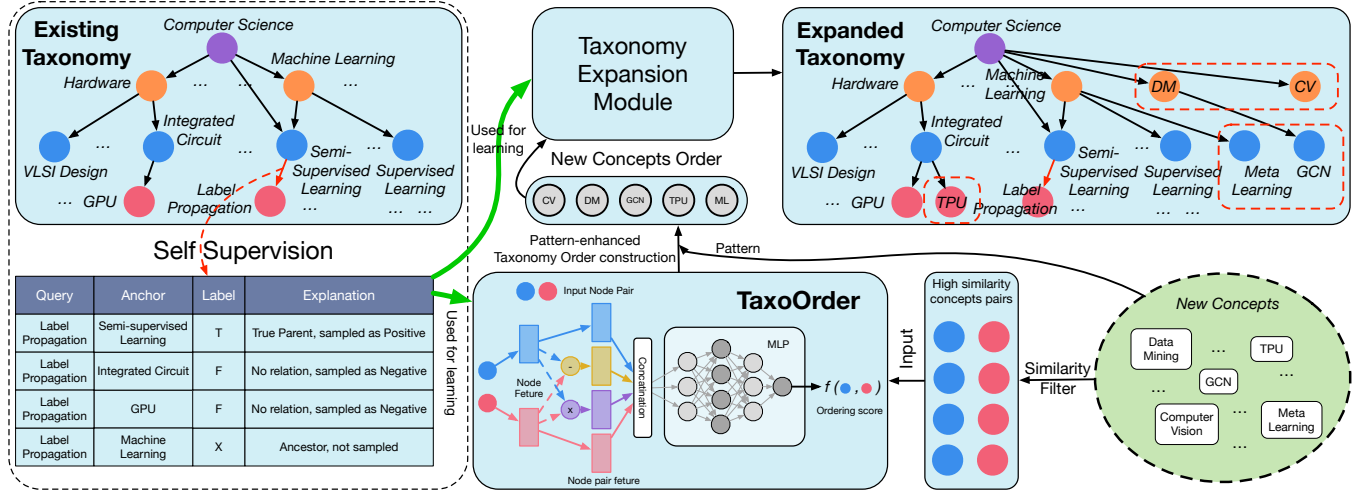 Existing
Taxonomy
Computer Science
Hardware
... ...
Machine Learning
...
...
Integrated
Circuit
...
...
VLSI Design
Semi-
Supervised
Learning
Supervised
Learning
... GPU
...
Label
Propagation
...
...
Self Supervision
Query Anchor Label Explanation
Label
Propagation
Semi-supervised
Learning
T
True Parent, sampled as Positive
Label
Propagation
Integrated Circuit
F
No relation, sampled as Negative
Label
Propagation
GPU
F
No relation, sampled as Negative
Label
Propagation
Machine
Learning
X
Ancestor, not sampled
Used for
learning
Used for learning
Taxonomy
Expansion
Module
New Concepts Order
CV DM GCN TPU ML
Pattern-enhanced
Taxonomy Order construction
Pattern
TaxoOrder
Input Node Pair
Node
Feture
-
x
Concatination
Node pair feture
MLP
f ( , )
Ordering score
Input
High similarity
concepts pairs
Similarity
Filter
New Concepts
Data
Mining
...
TPU
...
GCN
...
Computer
Vision
...
Meta
Learning
Expanded
Taxonomy
Computer Science
Hardware
... ...
Machine
Learning
DM
CV
...
Integrated
Circuit
...
...
VLSI Design
Semi-
Supervised
Learning
Supervised
Learning
Meta
Learning
GCN
... GPU
TPU
...
Label
Propagation
...
...